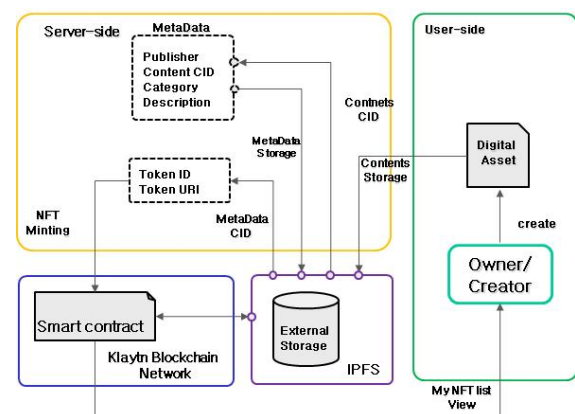 MetaData
Server-side
User-side
Publisher
Content CID
Category
Description
Contnets
CID
MetaData
Storage
Digital
Asset
Contents
Storage
Token ID
Token URI
MetaData
CID
NFT
Minting
create
Owner/
Creator
Smart contract
External
Storage
Klaytn Blockchain
Network
IPFS
My NFT list
View